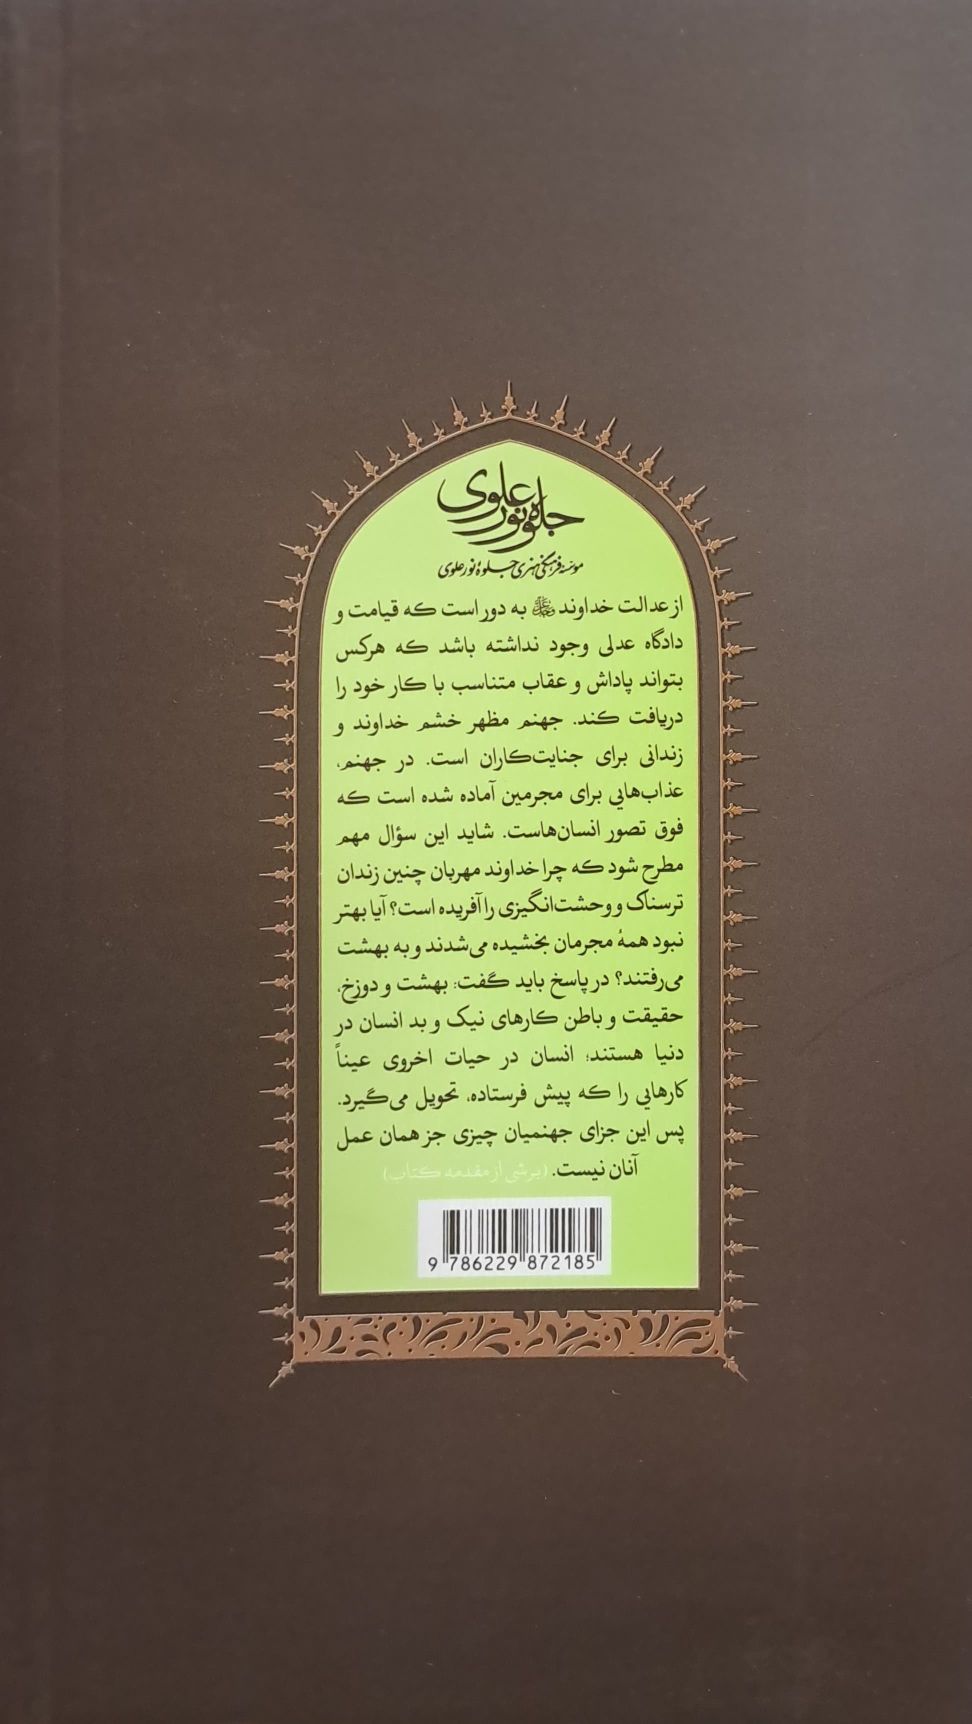 جلوه نور علوی
موسسه فرهنگی هنری جلوهٔ نور علوی
از عدالت خداوند ﷻ به دور است که قیامت و
دادگاه عدلی وجود نداشته باشد که هرکس
بتواند پاداش و عقاب متناسب با کار خود را
دریافت کند. جهنم مظهر خشم خداوند و
زندانی برای جنایت‌کاران است. در جهنم،
عذاب‌هایی برای مجرمین آماده شده است که
فوق تصور انسان‌هاست. شاید این سؤال مهم
مطرح شود که چرا خداوند مهربان چنین زندان
ترسناک و وحشت‌انگیزی را آفریده است؟ آیا بهتر
نبود همهٔ مجرمان بخشیده می‌شدند و به بهشت
می‌رفتند؟ در پاسخ باید گفت: بهشت و دوزخ،
حقیقت و باطن کارهای نیک و بد انسان در
دنیا هستند؛ انسان در حیات اخروی عیناً
کارهایی را که پیش فرستاده، تحویل می‌گیرد.
پس این جزای جهنمیان چیزی جز همان عمل
آنان نیست. (برشی از مقدمه کتاب)
9 786229 872185